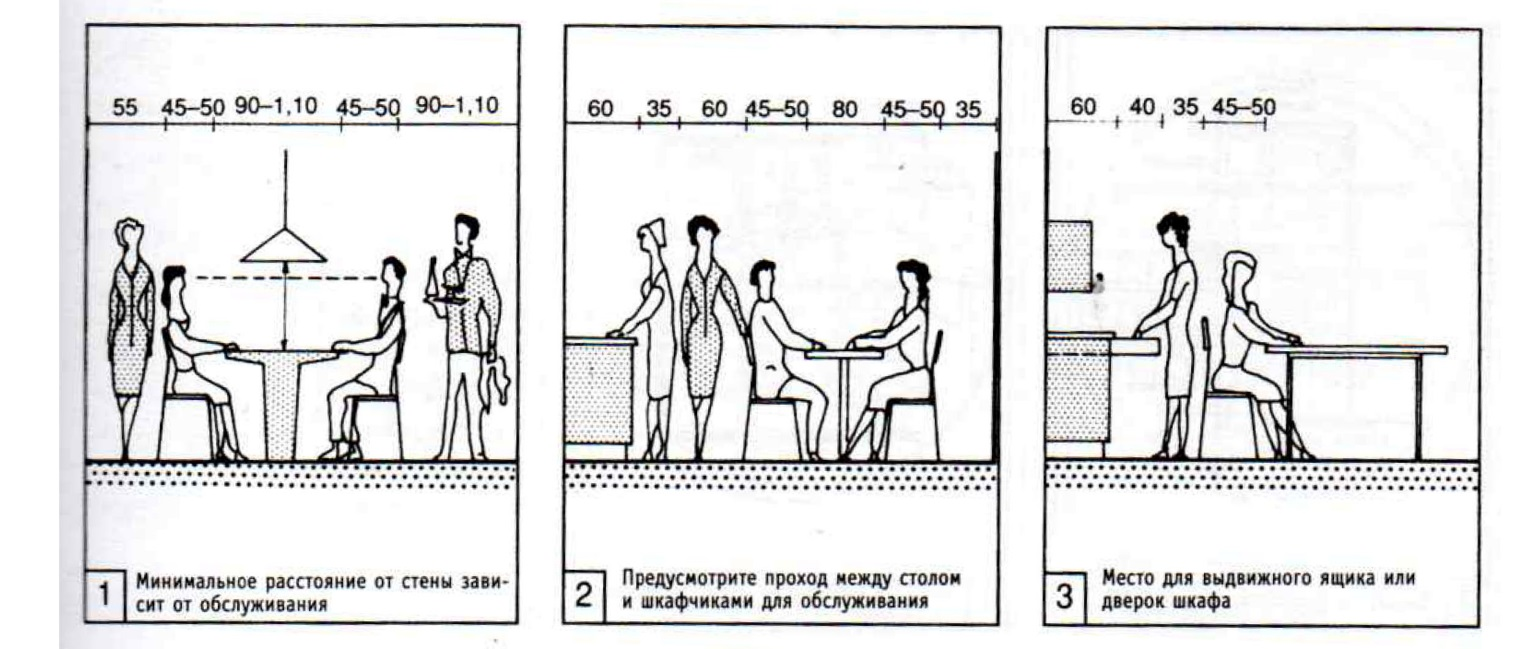 55 45–50 90–1,10 45–50 90–1,10
1 Минимальное расстояние от стены зави-
сит от обслуживания
60 35 60 45–50 80 45–50 35
2 Предусмотрите проход между столом
и шкафчиками для обслуживания
60 40 35 45–50
3 Место для выдвижного ящика или
дверок шкафа